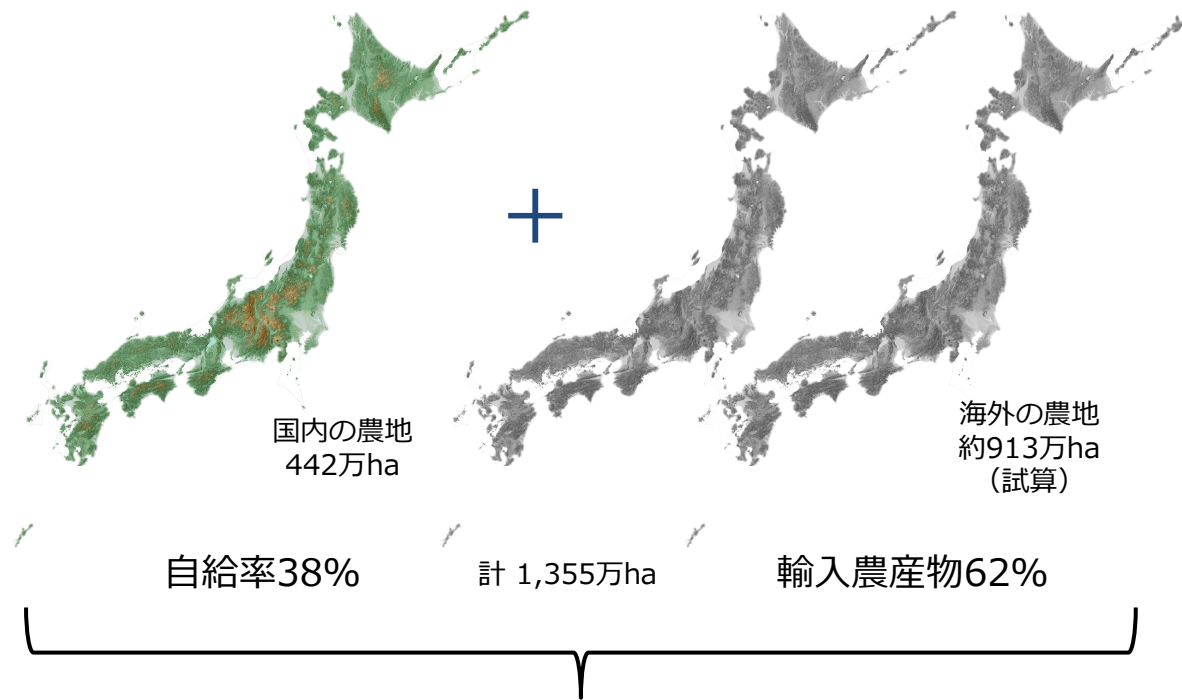 国内の農地
442万ha
海外の農地
約913万ha
（試算）
自給率38%
計 1,355万ha
輸入農産物62%